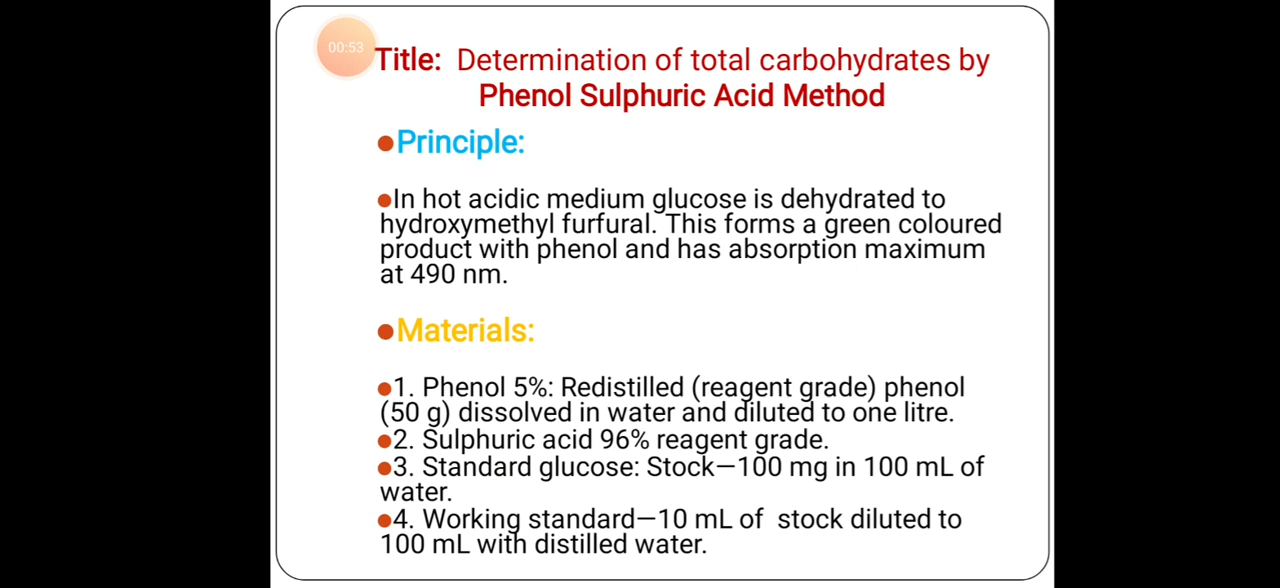 00:53
Title: Determination of total carbohydrates by
Phenol Sulphuric Acid Method
●Principle:
●In hot acidic medium glucose is dehydrated to
hydroxymethyl furfural. This forms a green coloured
product with phenol and has absorption maximum
at 490 nm.
●Materials:
●1. Phenol 5%: Redistilled (reagent grade) phenol
(50 g) dissolved in water and diluted to one litre.
●2. Sulphuric acid 96% reagent grade.
●3. Standard glucose: Stock—100 mg in 100 mL of
water.
●4. Working standard—10 mL of  stock diluted to
100 mL with distilled water.